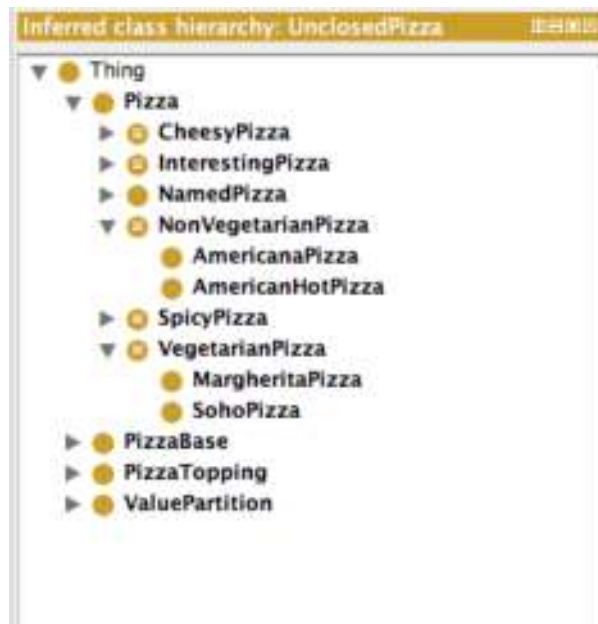 Inferred class hierarchy: UnclosedPizza
Thing
Pizza
CheesyPizza
InterestingPizza
NamedPizza
NonVegetarianPizza
AmericanaPizza
AmericanHotPizza
SpicyPizza
VegetarianPizza
MargheritaPizza
SohoPizza
PizzaBase
PizzaTopping
ValuePartition